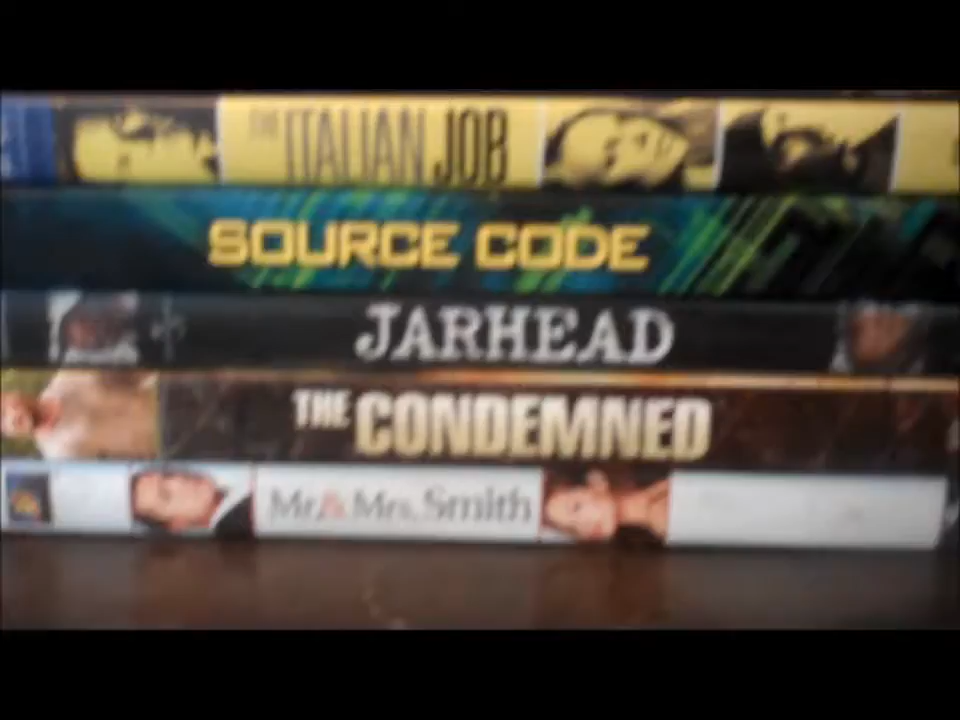 THE ITALIAN JOB
SOURCE CODE
JARHEAD
THE CONDEMNED
Mr. & Mrs. Smith